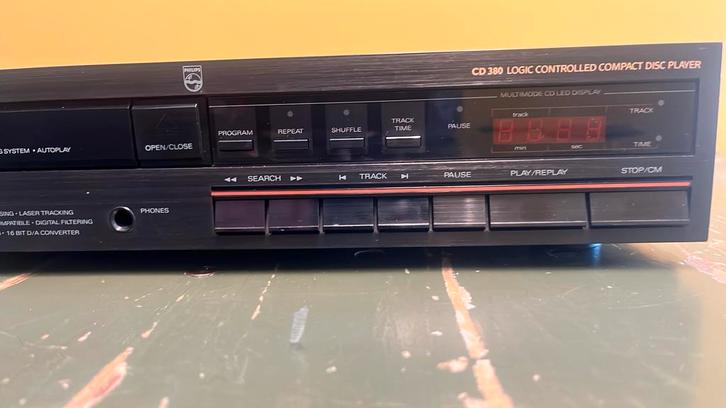 PHILIPS
CD 380 LOGIC CONTROLLED COMPACT DISC PLAYER
MULTIMODE CD LED DISPLAY
OPEN/CLOSE
PROGRAM
REPEAT
SHUFFLE
TRACK
TIME
PAUSE
track
min sec
TRACK
TIME
G SYSTEM • AUTOPLAY
◄◄ SEARCH ►► I◄ TRACK ►I PAUSE PLAY/REPLAY STOP/CM
PHONES
SING • LASER TRACKING
OMPATIBLE • DIGITAL FILTERING
• 16 BIT D/A CONVERTER